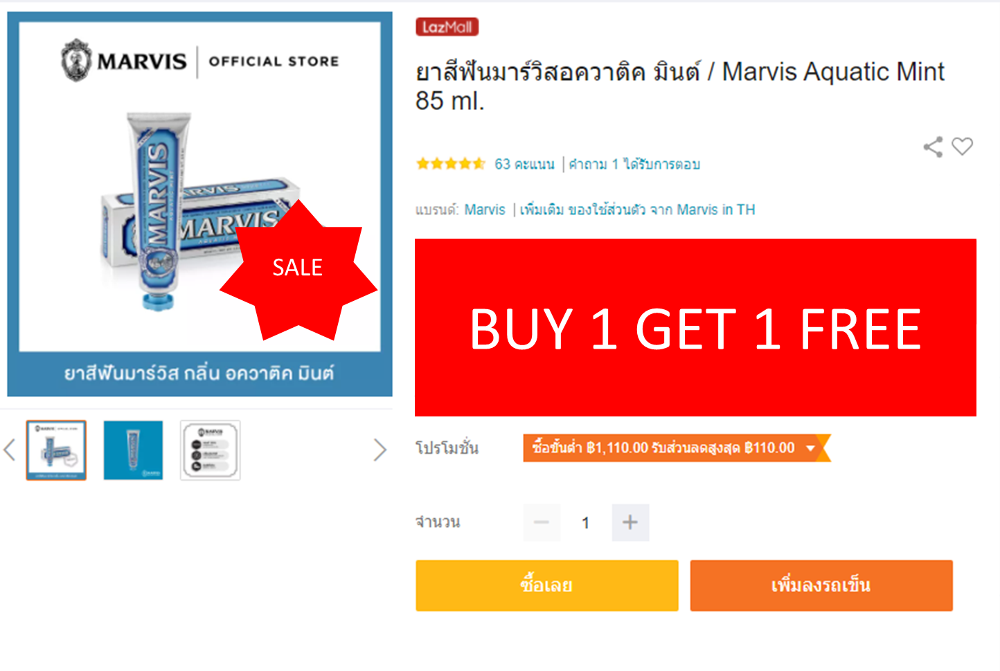 MARVIS OFFICIAL STORE
MARVIS
MARVIS
MARVIS
AQUATIC MINT
SALE
ยาสีฟันมาร์วิส กลิ่น อควาติค มินต์
LazMall
ยาสีฟันมาร์วิสอควาติค มินต์ / Marvis Aquatic Mint
85 ml.
63 คะแนน | คำถาม 1 ได้รับการตอบ
แบรนด์: Marvis | เพิ่มเติม ของใช้ส่วนตัว จาก Marvis in TH
BUY 1 GET 1 FREE
โปรโมชั่น ซื้อขั้นต่ำ ฿1,110.00 รับส่วนลดสูงสุด ฿110.00
จำนวน 1
ซื้อเลย เพิ่มลงรถเข็น